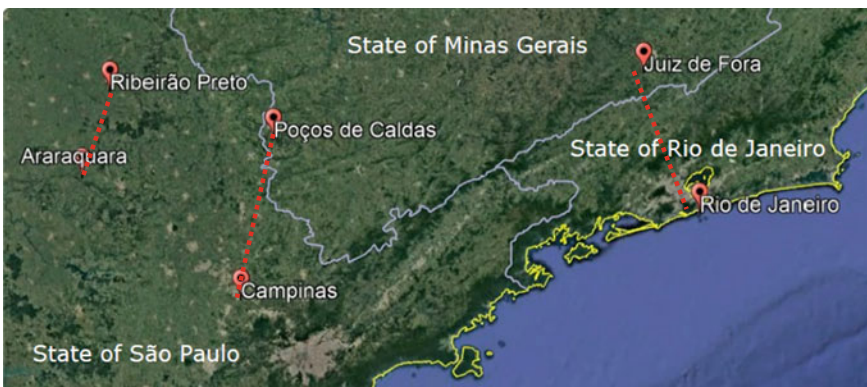 State of Minas Gerais
Juiz de Fora
Ribeirão Preto
Poços de Caldas
Araraquara
State of Rio de Janeiro
Rio de Janeiro
Campinas
State of São Paulo